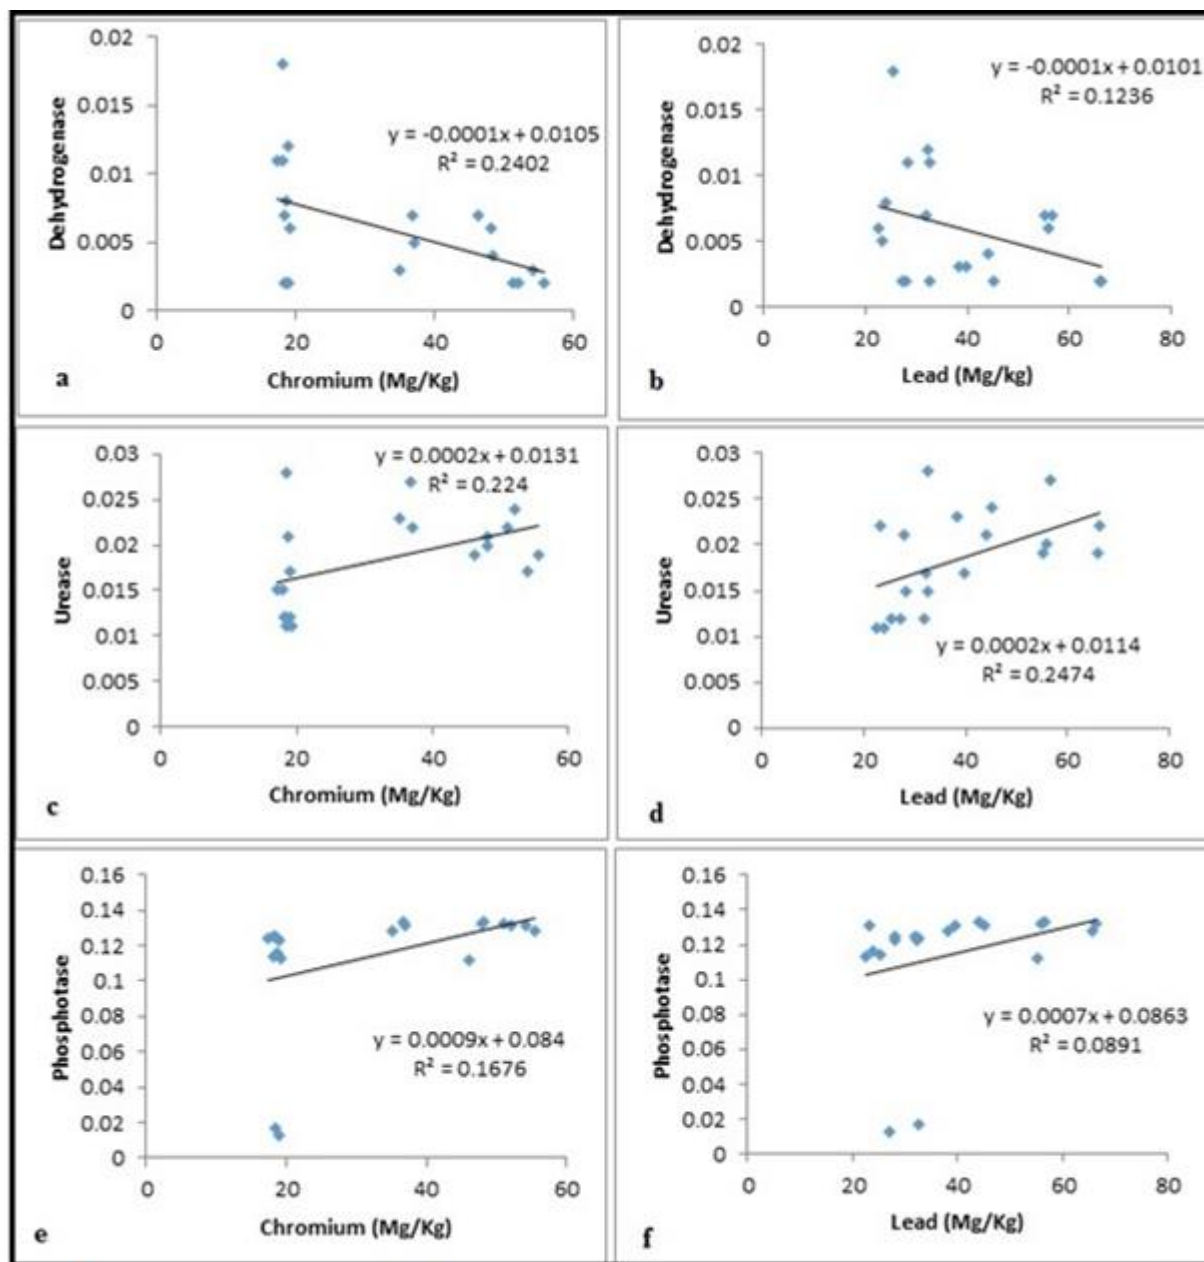 0.02
0.015
0.01
0.005
0
0 20 40 60
Dehydrogenase
y = -0.0001x + 0.0105
R² = 0.2402
Chromium (Mg/Kg)
a
0.02
0.015
0.01
0.005
0
0 20 40 60 80
Dehydrogenase
y = -0.0001x + 0.0101
R² = 0.1236
Lead (Mg/kg)
b
0.03
0.025
0.02
0.015
0.01
0.005
0
0 20 40 60
Urease
y = 0.0002x + 0.0131
R² = 0.224
Chromium (Mg/Kg)
c
0.03
0.025
0.02
0.015
0.01
0.005
0
0 20 40 60 80
Urease
y = 0.0002x + 0.0114
R² = 0.2474
Lead (Mg/Kg)
d
0.16
0.14
0.12
0.1
0.08
0.06
0.04
0.02
0
0 20 40 60
Phosphotase
y = 0.0009x + 0.084
R² = 0.1676
Chromium (Mg/Kg)
e
0.16
0.14
0.12
0.1
0.08
0.06
0.04
0.02
0
0 20 40 60 80
Phosphotase
y = 0.0007x + 0.0863
R² = 0.0891
Lead (Mg/Kg)
f